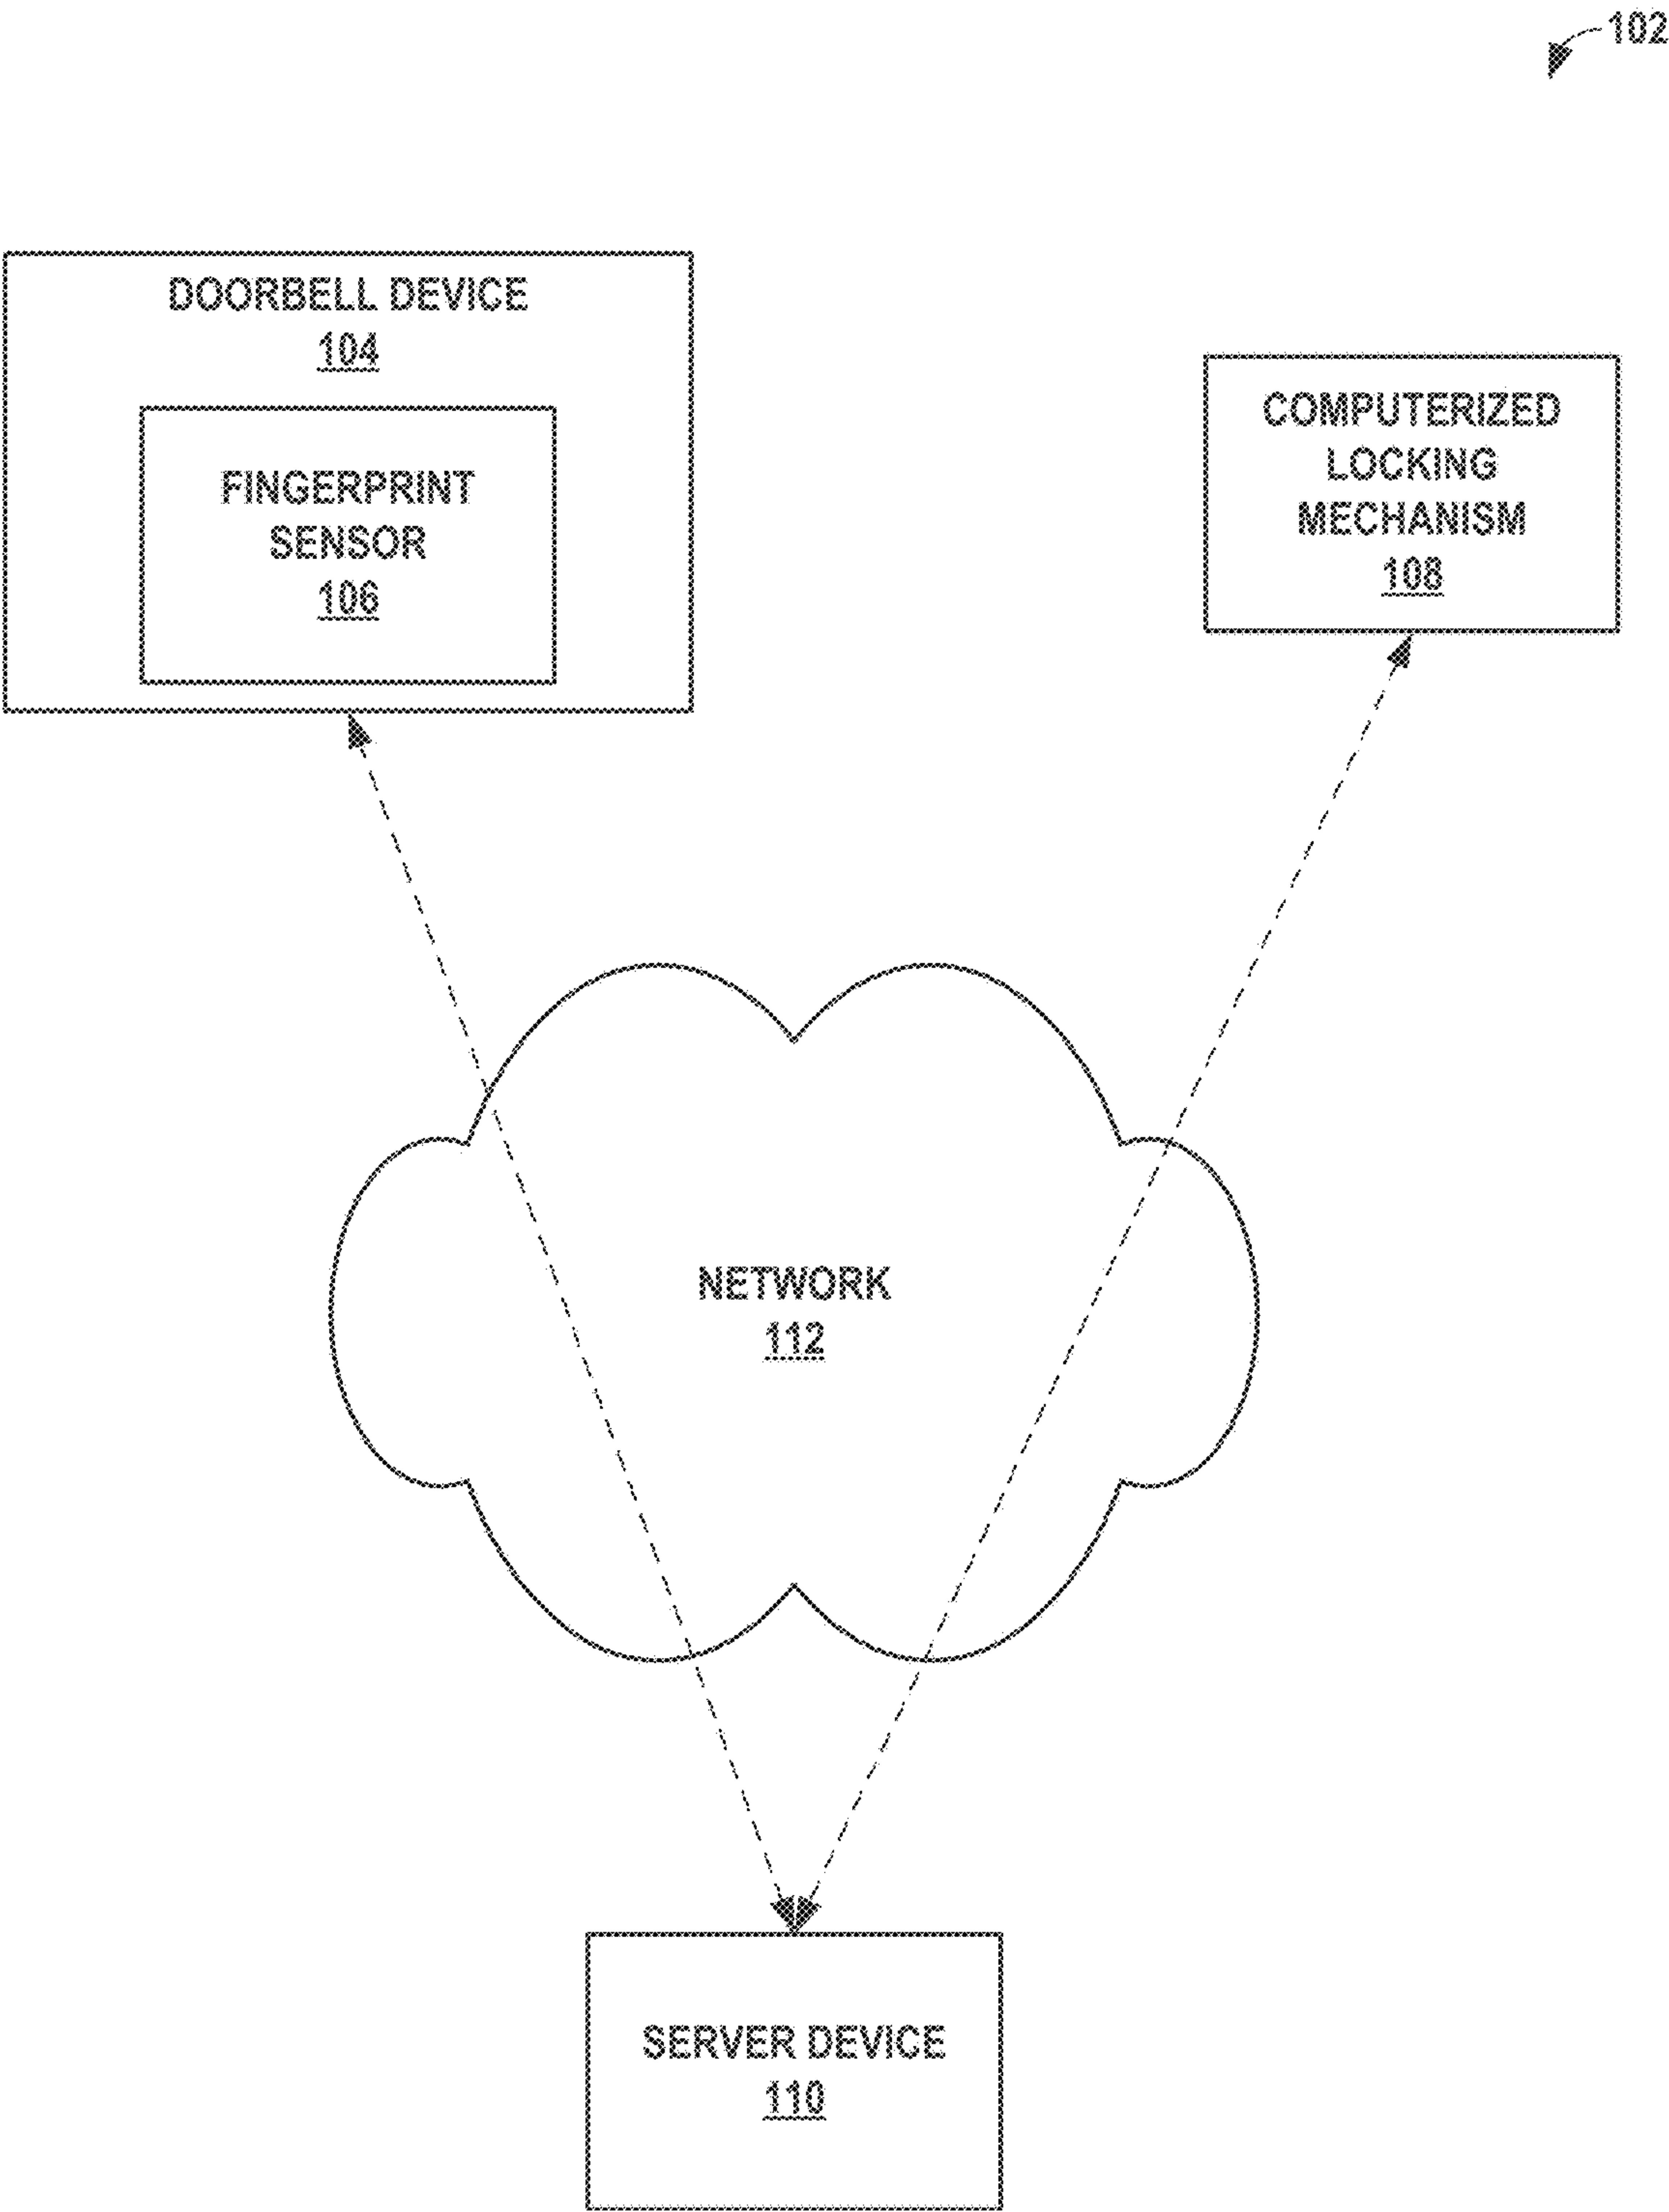 102
DOORBELL DEVICE
104
FINGERPRINT
SENSOR
106
COMPUTERIZED
LOCKING
MECHANISM
108
NETWORK
112
SERVER DEVICE
110